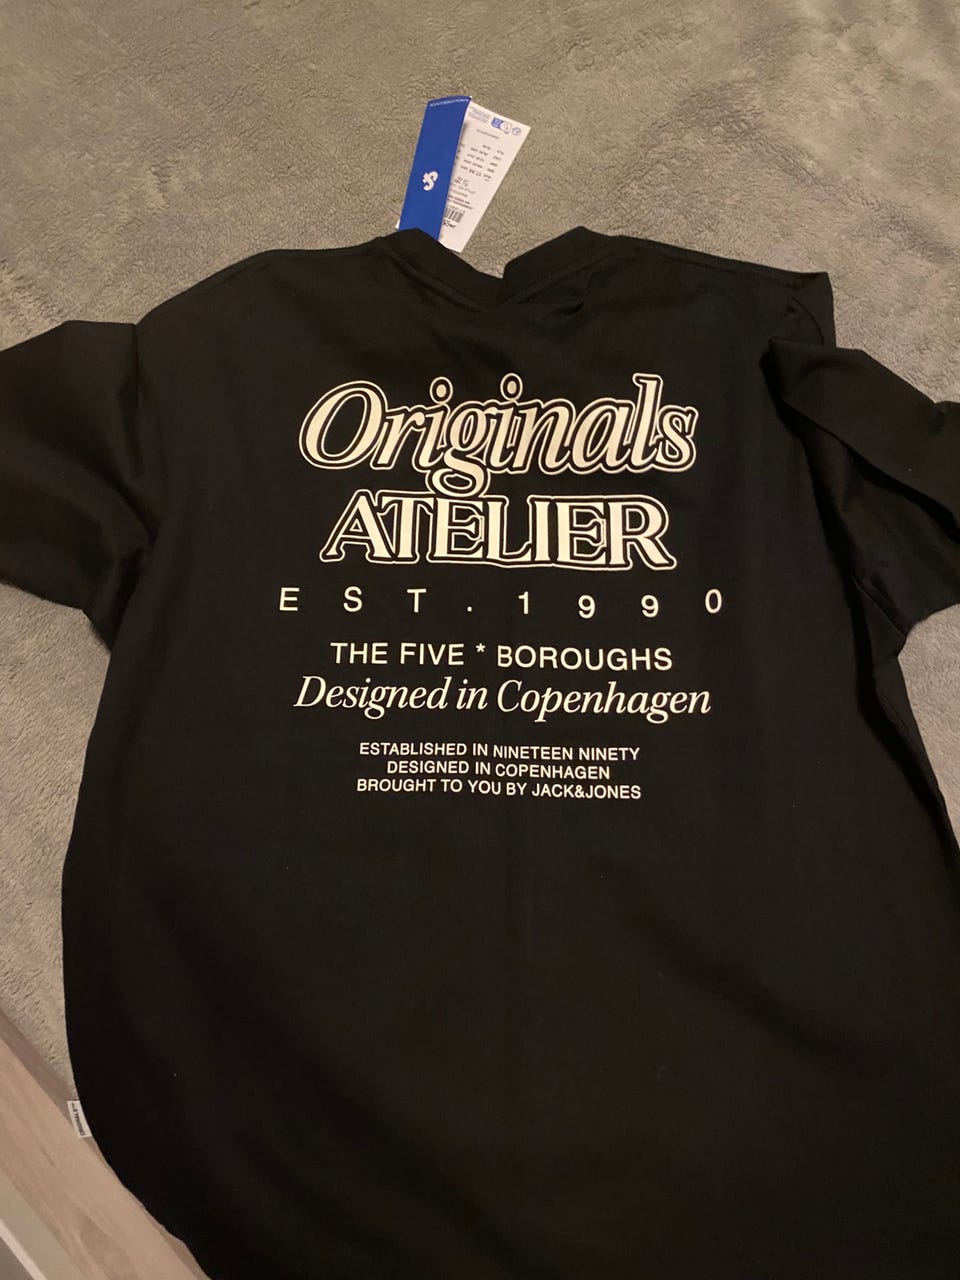 Originals
ATELIER
EST.1990
THE FIVE * BOROUGHS
Designed in Copenhagen
ESTABLISHED IN NINETEEN NINETY
DESIGNED IN COPENHAGEN
BROUGHT TO YOU BY JACK&JONES